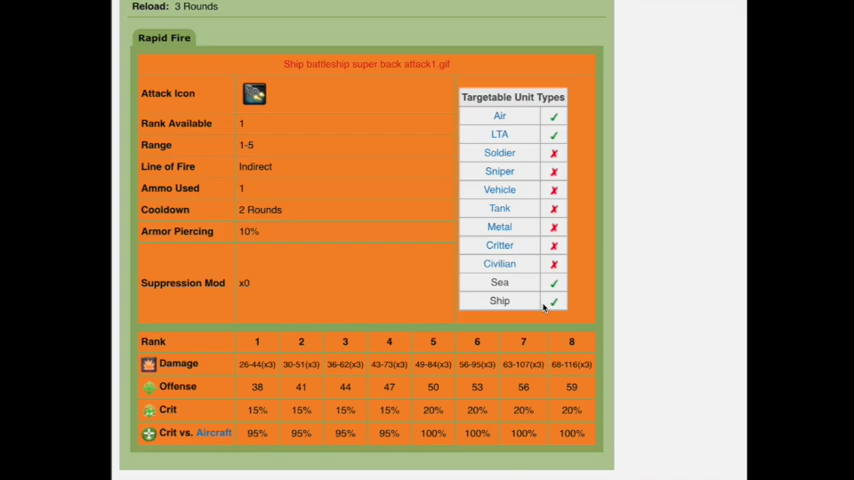 Reload: 3 Rounds
Rapid Fire
Ship battleship super back attack1.gif
Attack Icon
Rank Available 1
Range 1-5
Line of Fire Indirect
Ammo Used 1
Cooldown 2 Rounds
Armor Piercing 10%
Suppression Mod x0
Targetable Unit Types
Air ✓
LTA ✓
Soldier ✗
Sniper ✗
Vehicle ✗
Tank ✗
Metal ✗
Critter ✗
Civilian ✗
Sea ✓
Ship ✓
Rank 1 2 3 4 5 6 7 8
Damage 26-44(x3) 30-51(x3) 36-62(x3) 43-73(x3) 49-84(x3) 56-95(x3) 63-107(x3) 68-116(x3)
Offense 38 41 44 47 50 53 56 59
Crit 15% 15% 15% 15% 20% 20% 20% 20%
Crit vs. Aircraft 95% 95% 95% 95% 100% 100% 100% 100%